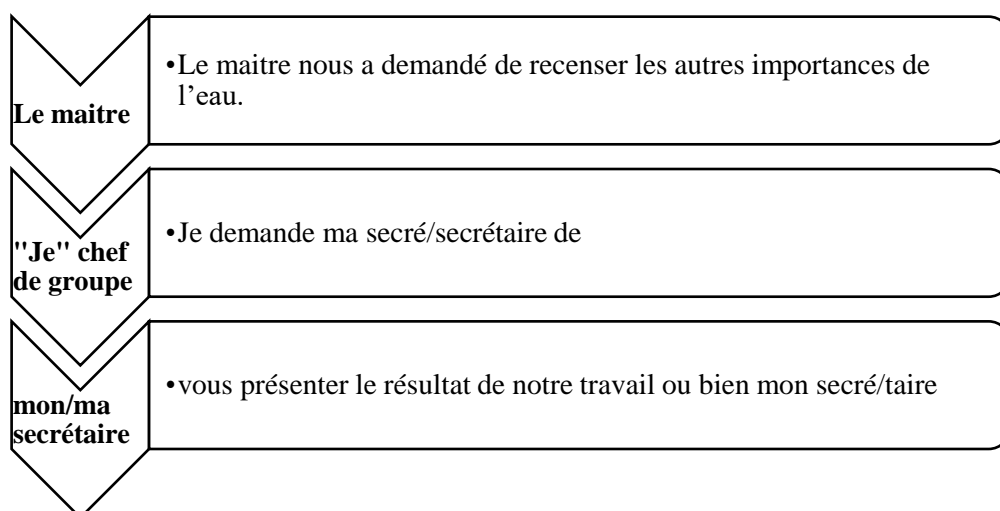 Le maitre
•Le maitre nous a demandé de recenser les autres importances de
l’eau.
"Je" chef
de groupe
•Je demande ma secré/secrétaire de
mon/ma
secrétaire
•vous présenter le résultat de notre travail ou bien mon secré/taire